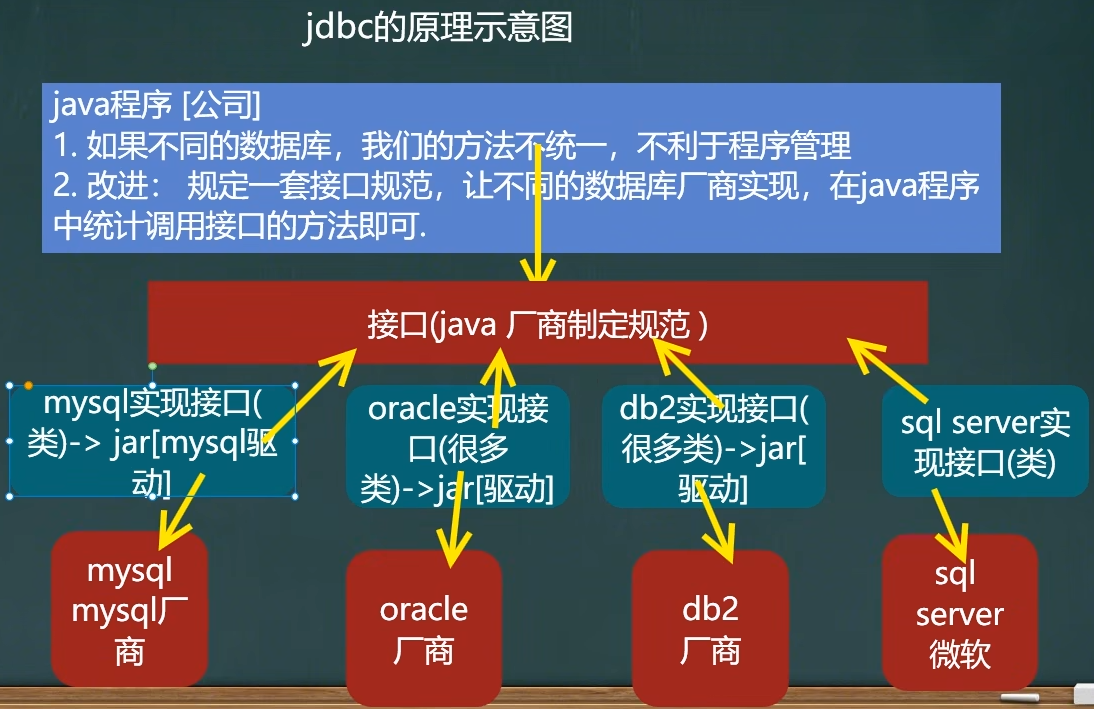 jdbc的原理示意图
java程序 [公司]
1. 如果不同的数据库，我们的方法不统一，不利于程序管理
2. 改进： 规定一套接口规范，让不同的数据库厂商实现，在java程序
中统计调用接口的方法即可.
接口(java 厂商制定规范 )
mysql实现接口(
类)-> jar[mysql驱
动]
oracle实现接
口(很多
类)->jar[驱动]
db2实现接口(
很多类)->jar[
驱动]
sql server实
现接口(类)
mysql
mysql厂
商
oracle
厂商
db2
厂商
sql
server
微软